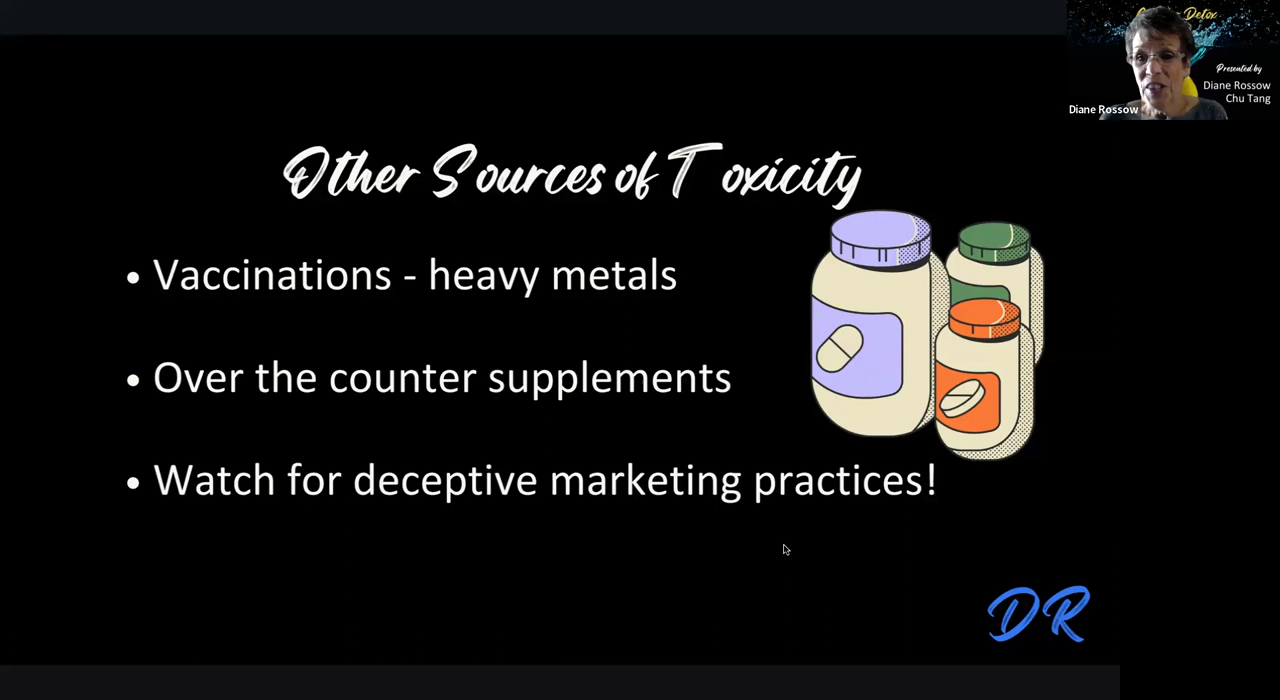 Detox
Presented by
Diane Rossow
Chu Tang
Diane Rossow
Other Sources of Toxicity
• Vaccinations - heavy metals
• Over the counter supplements
• Watch for deceptive marketing practices!
DR